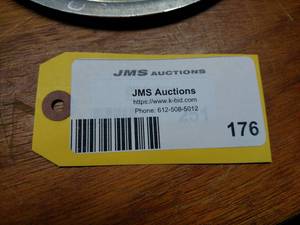 JMS AUCTIONS
JMS Auctions
https://www.k-bid.com
Phone: 612-508-5012
176